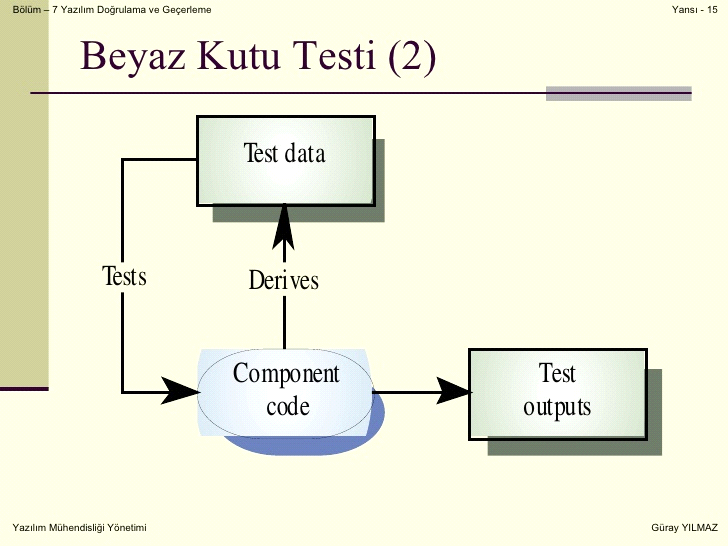 Bölüm – 7 Yazılım Doğrulama ve Geçerleme
Yansı - 15
Beyaz Kutu Testi (2)
Test data
Tests
Derives
Component
code
Test
outputs
Yazılım Mühendisliği Yönetimi
Güray YILMAZ